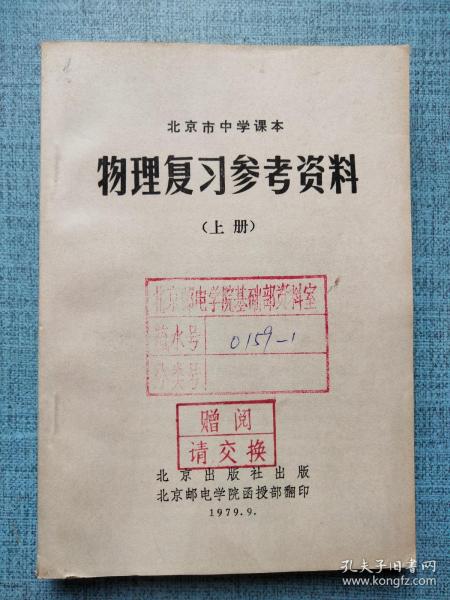 北京市中学课本
物理复习参考资料
（上册）
北京邮电学院基础部资料室
流水号 0159-1
分类号
赠阅
请交换
北京出版社出版
北京邮电学院函授部翻印
1979.9.
孔夫子旧书网
www.kongfz.com